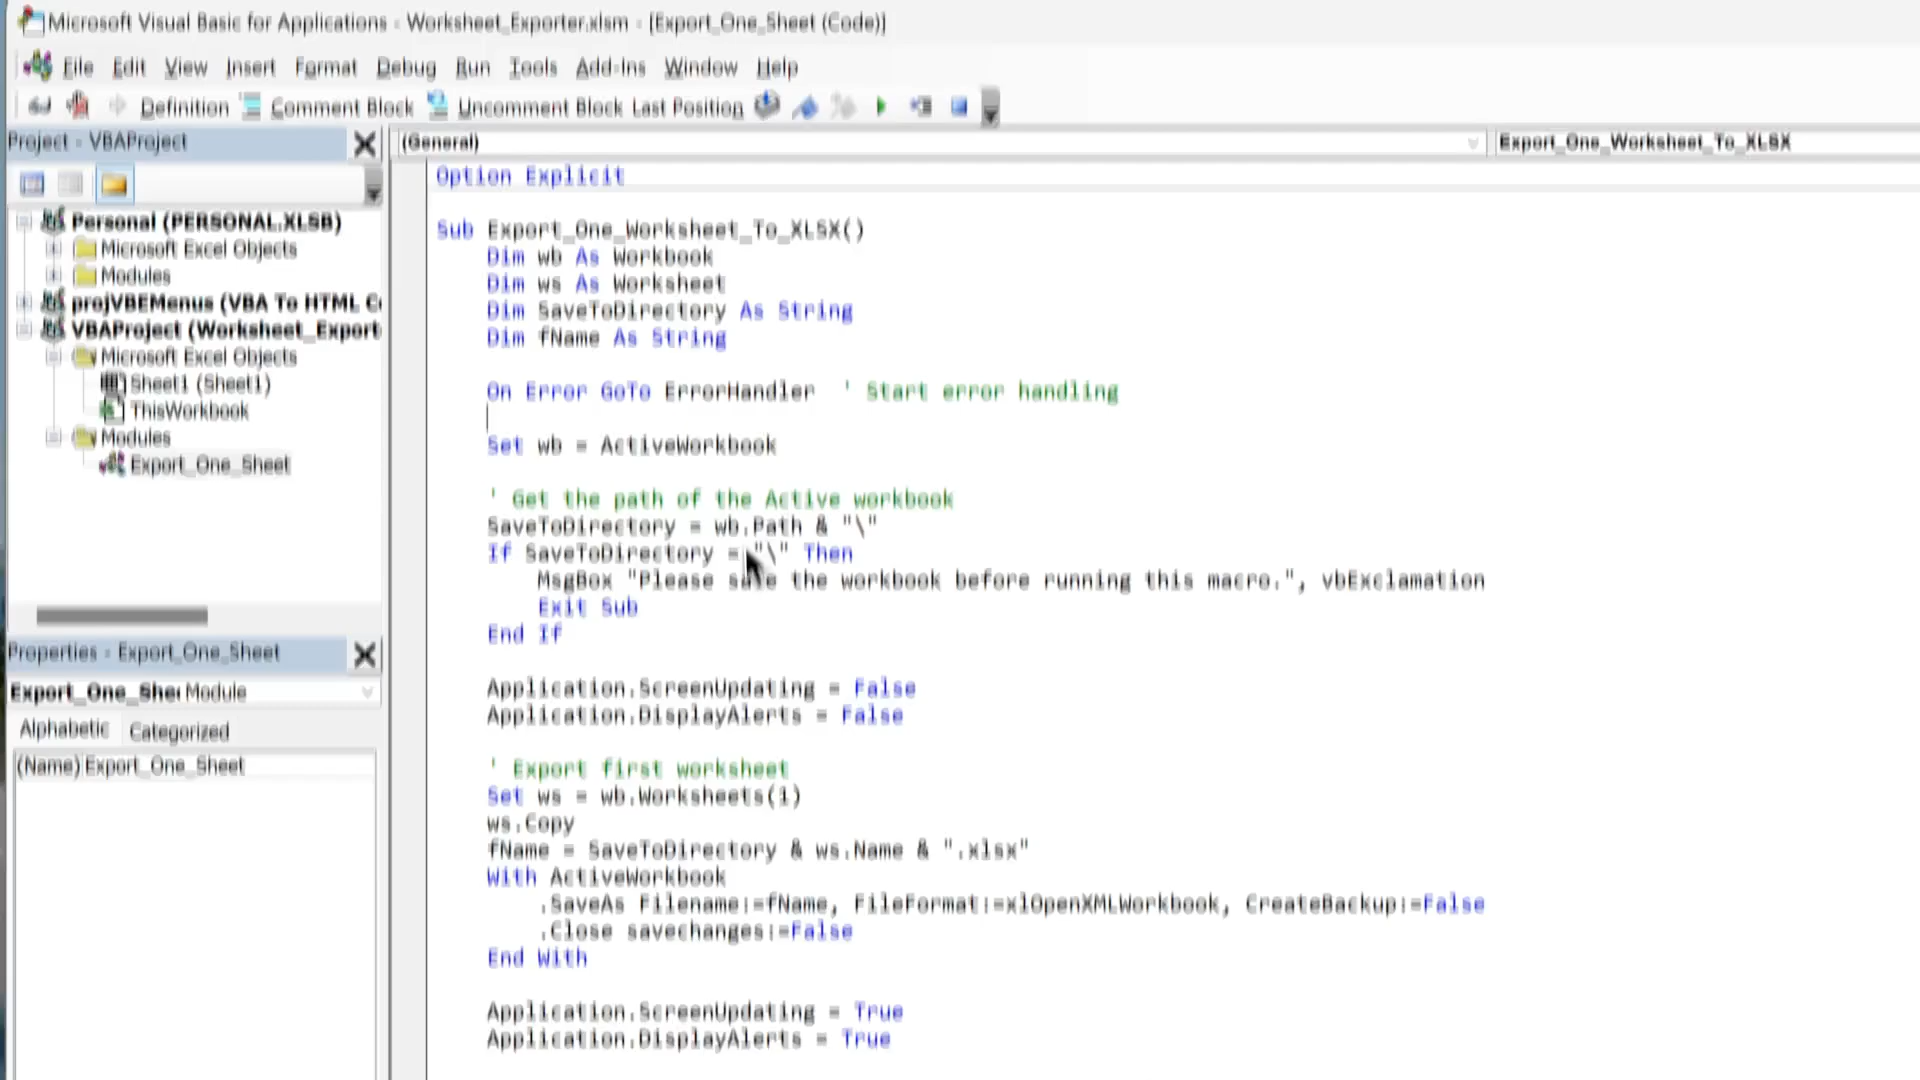 Microsoft Visual Basic for Applications - Worksheet_Exporter.xlsm - [Export_One_Sheet (Code)]
File Edit View Insert Format Debug Run Tools Add-Ins Window Help
Definition Comment Block Uncomment Block Last Position
Project - VBAProject
(General)
Export_One_Worksheet_To_XLSX
Personal (PERSONAL.XLSB)
Microsoft Excel Objects
Modules
projVBEMenus (VBA To HTML C
VBAProject (Worksheet_Export
Microsoft Excel Objects
Sheet1 (Sheet1)
ThisWorkbook
Modules
Export_One_Sheet
Properties - Export_One_Sheet
Export_One_Shee Module
Alphabetic Categorized
(Name) Export_One_Sheet
Option Explicit
Sub Export_One_Worksheet_To_XLSX()
Dim wb As Workbook
Dim ws As Worksheet
Dim SaveToDirectory As String
Dim fName As String
On Error GoTo ErrorHandler ' Start error handling
Set wb = ActiveWorkbook
' Get the path of the Active workbook
SaveToDirectory = wb.Path & "\"
If SaveToDirectory = "\" Then
MsgBox "Please save the workbook before running this macro.", vbExclamation
Exit Sub
End If
Application.ScreenUpdating = False
Application.DisplayAlerts = False
' Export first worksheet
Set ws = wb.Worksheets(1)
ws.Copy
fName = SaveToDirectory & ws.Name & ".xlsx"
With ActiveWorkbook
.SaveAs Filename:=fName, FileFormat:=xlOpenXMLWorkbook, CreateBackup:=False
.Close savechanges:=False
End With
Application.ScreenUpdating = True
Application.DisplayAlerts = True